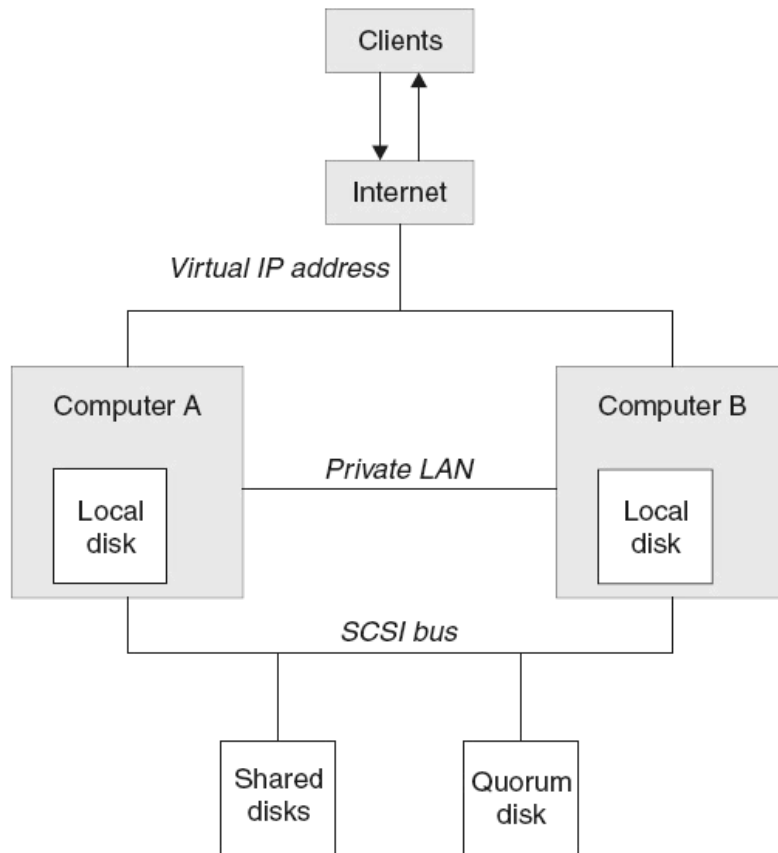 Clients
Internet
Virtual IP address
Computer A
Computer B
Private LAN
Local
disk
Local
disk
SCSI bus
Shared
disks
Quorum
disk